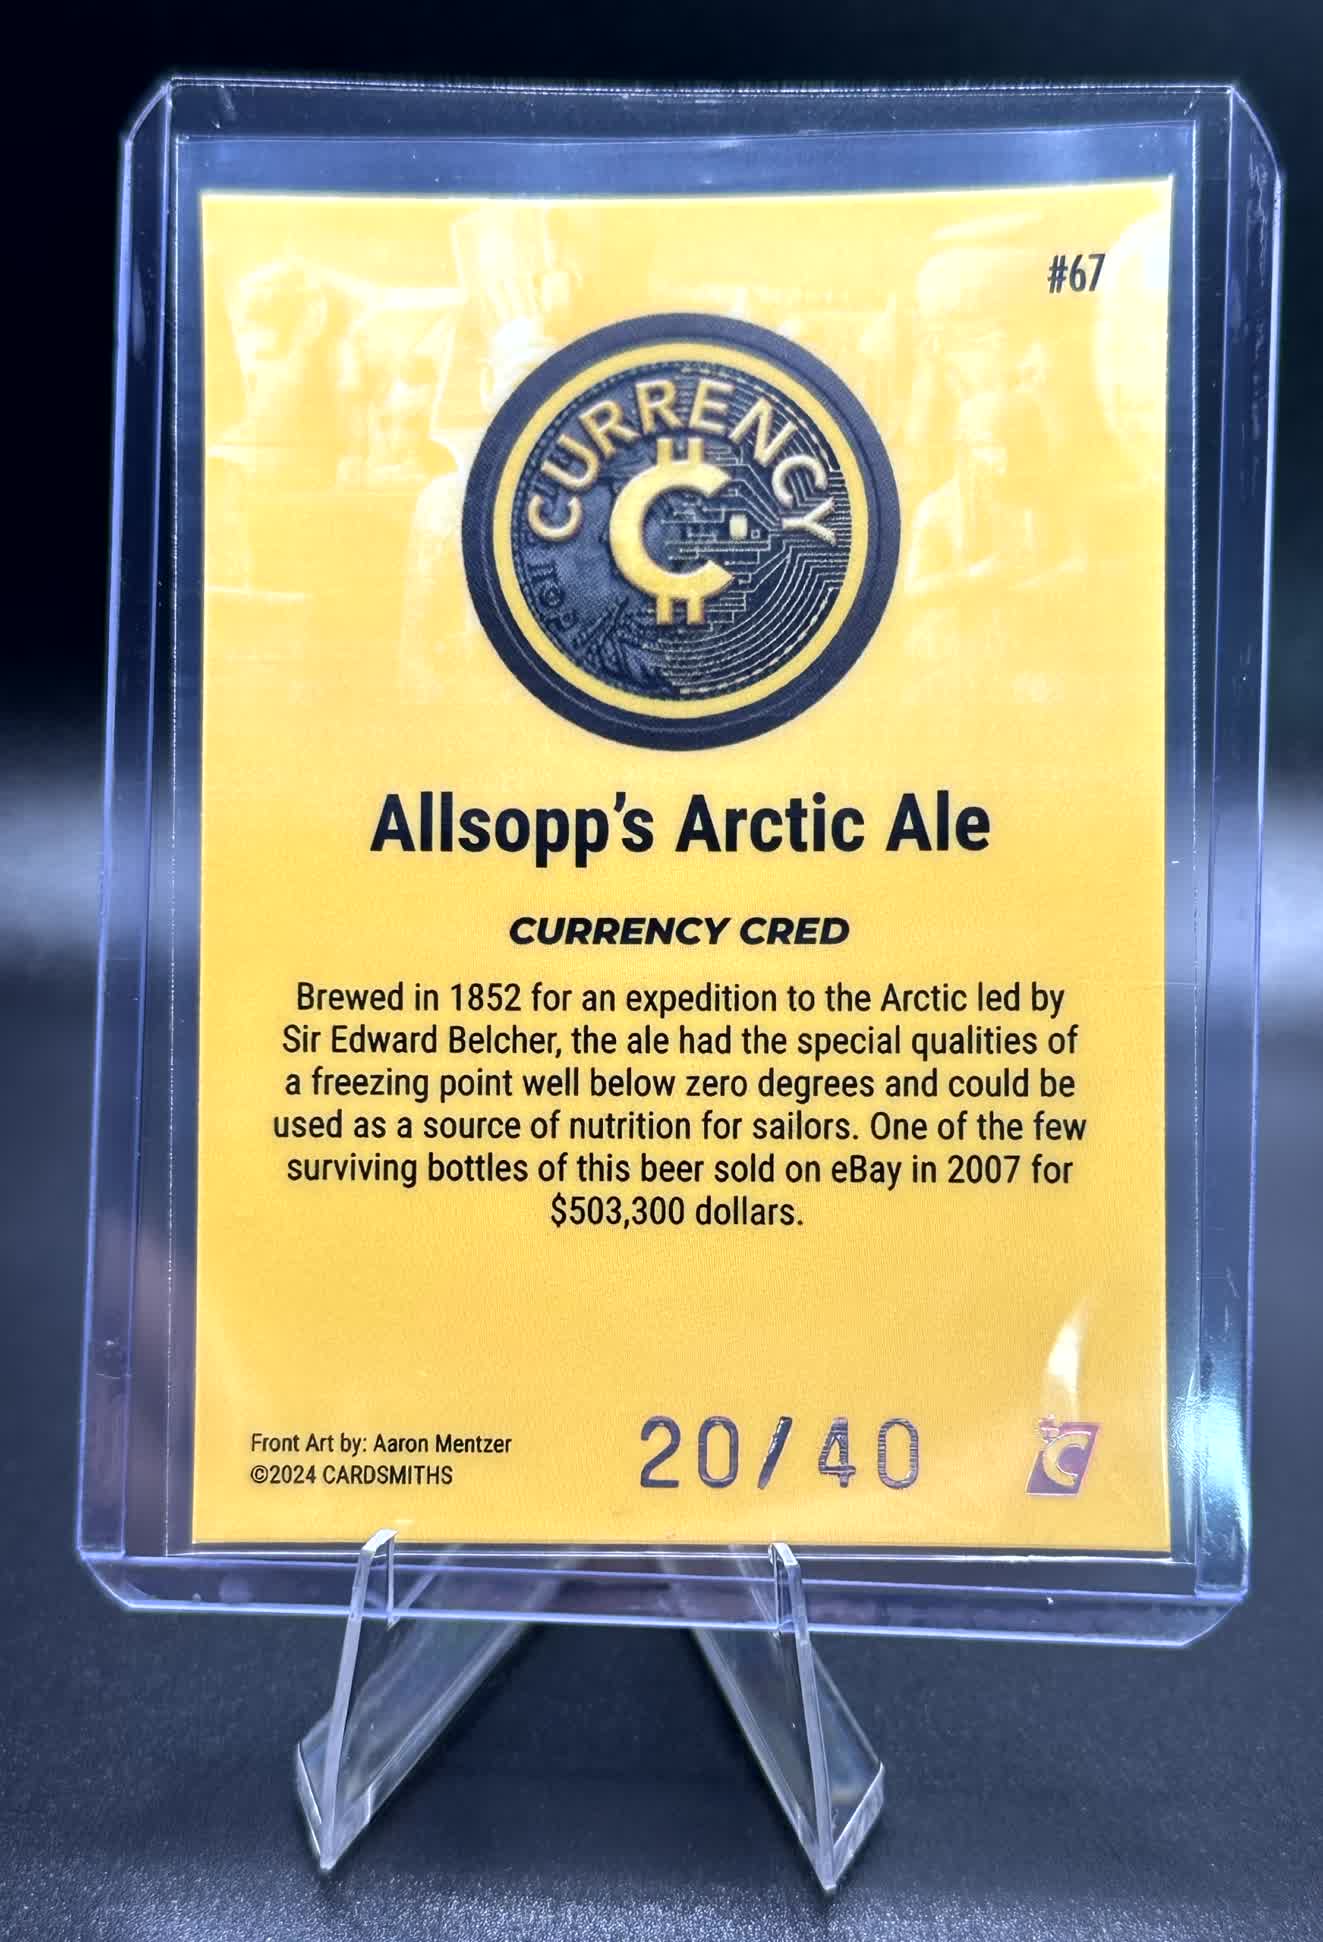 #67
CURRENCY
Allsopp's Arctic Ale
CURRENCY CRED
Brewed in 1852 for an expedition to the Arctic led by
Sir Edward Belcher, the ale had the special qualities of
a freezing point well below zero degrees and could be
used as a source of nutrition for sailors. One of the few
surviving bottles of this beer sold on eBay in 2007 for
$503,300 dollars.
Front Art by: Aaron Mentzer
©2024 CARDSMITHS
20/40
C